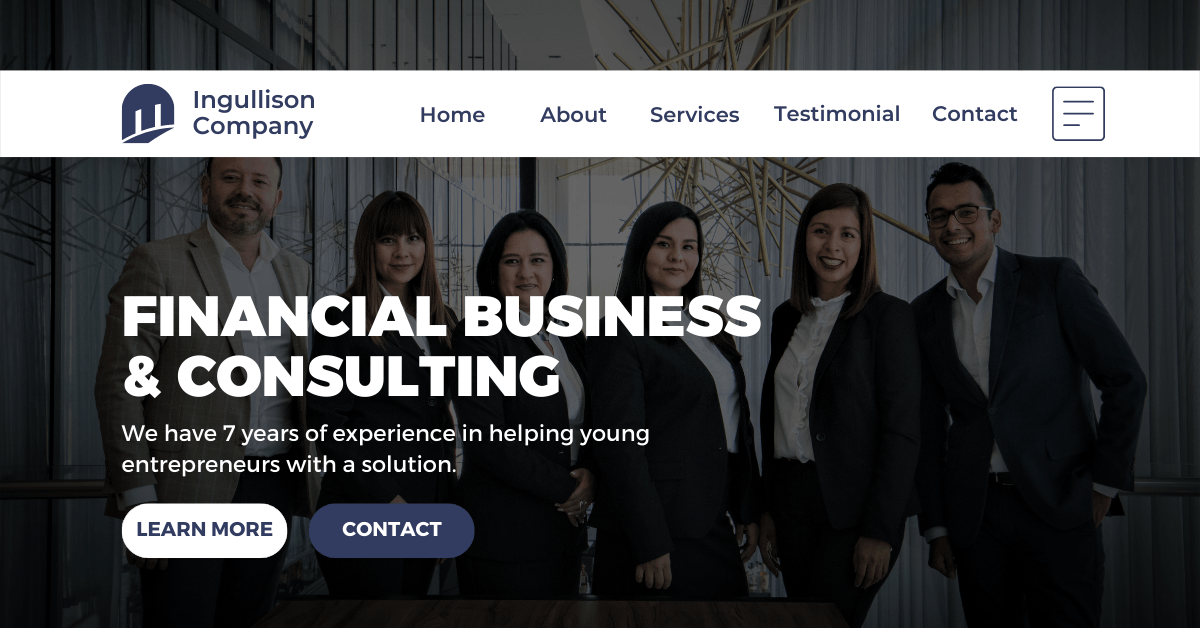 Ingullison
Company
Home About Services Testimonial Contact
FINANCIAL BUSINESS
& CONSULTING
We have 7 years of experience in helping young
entrepreneurs with a solution.
LEARN MORE CONTACT